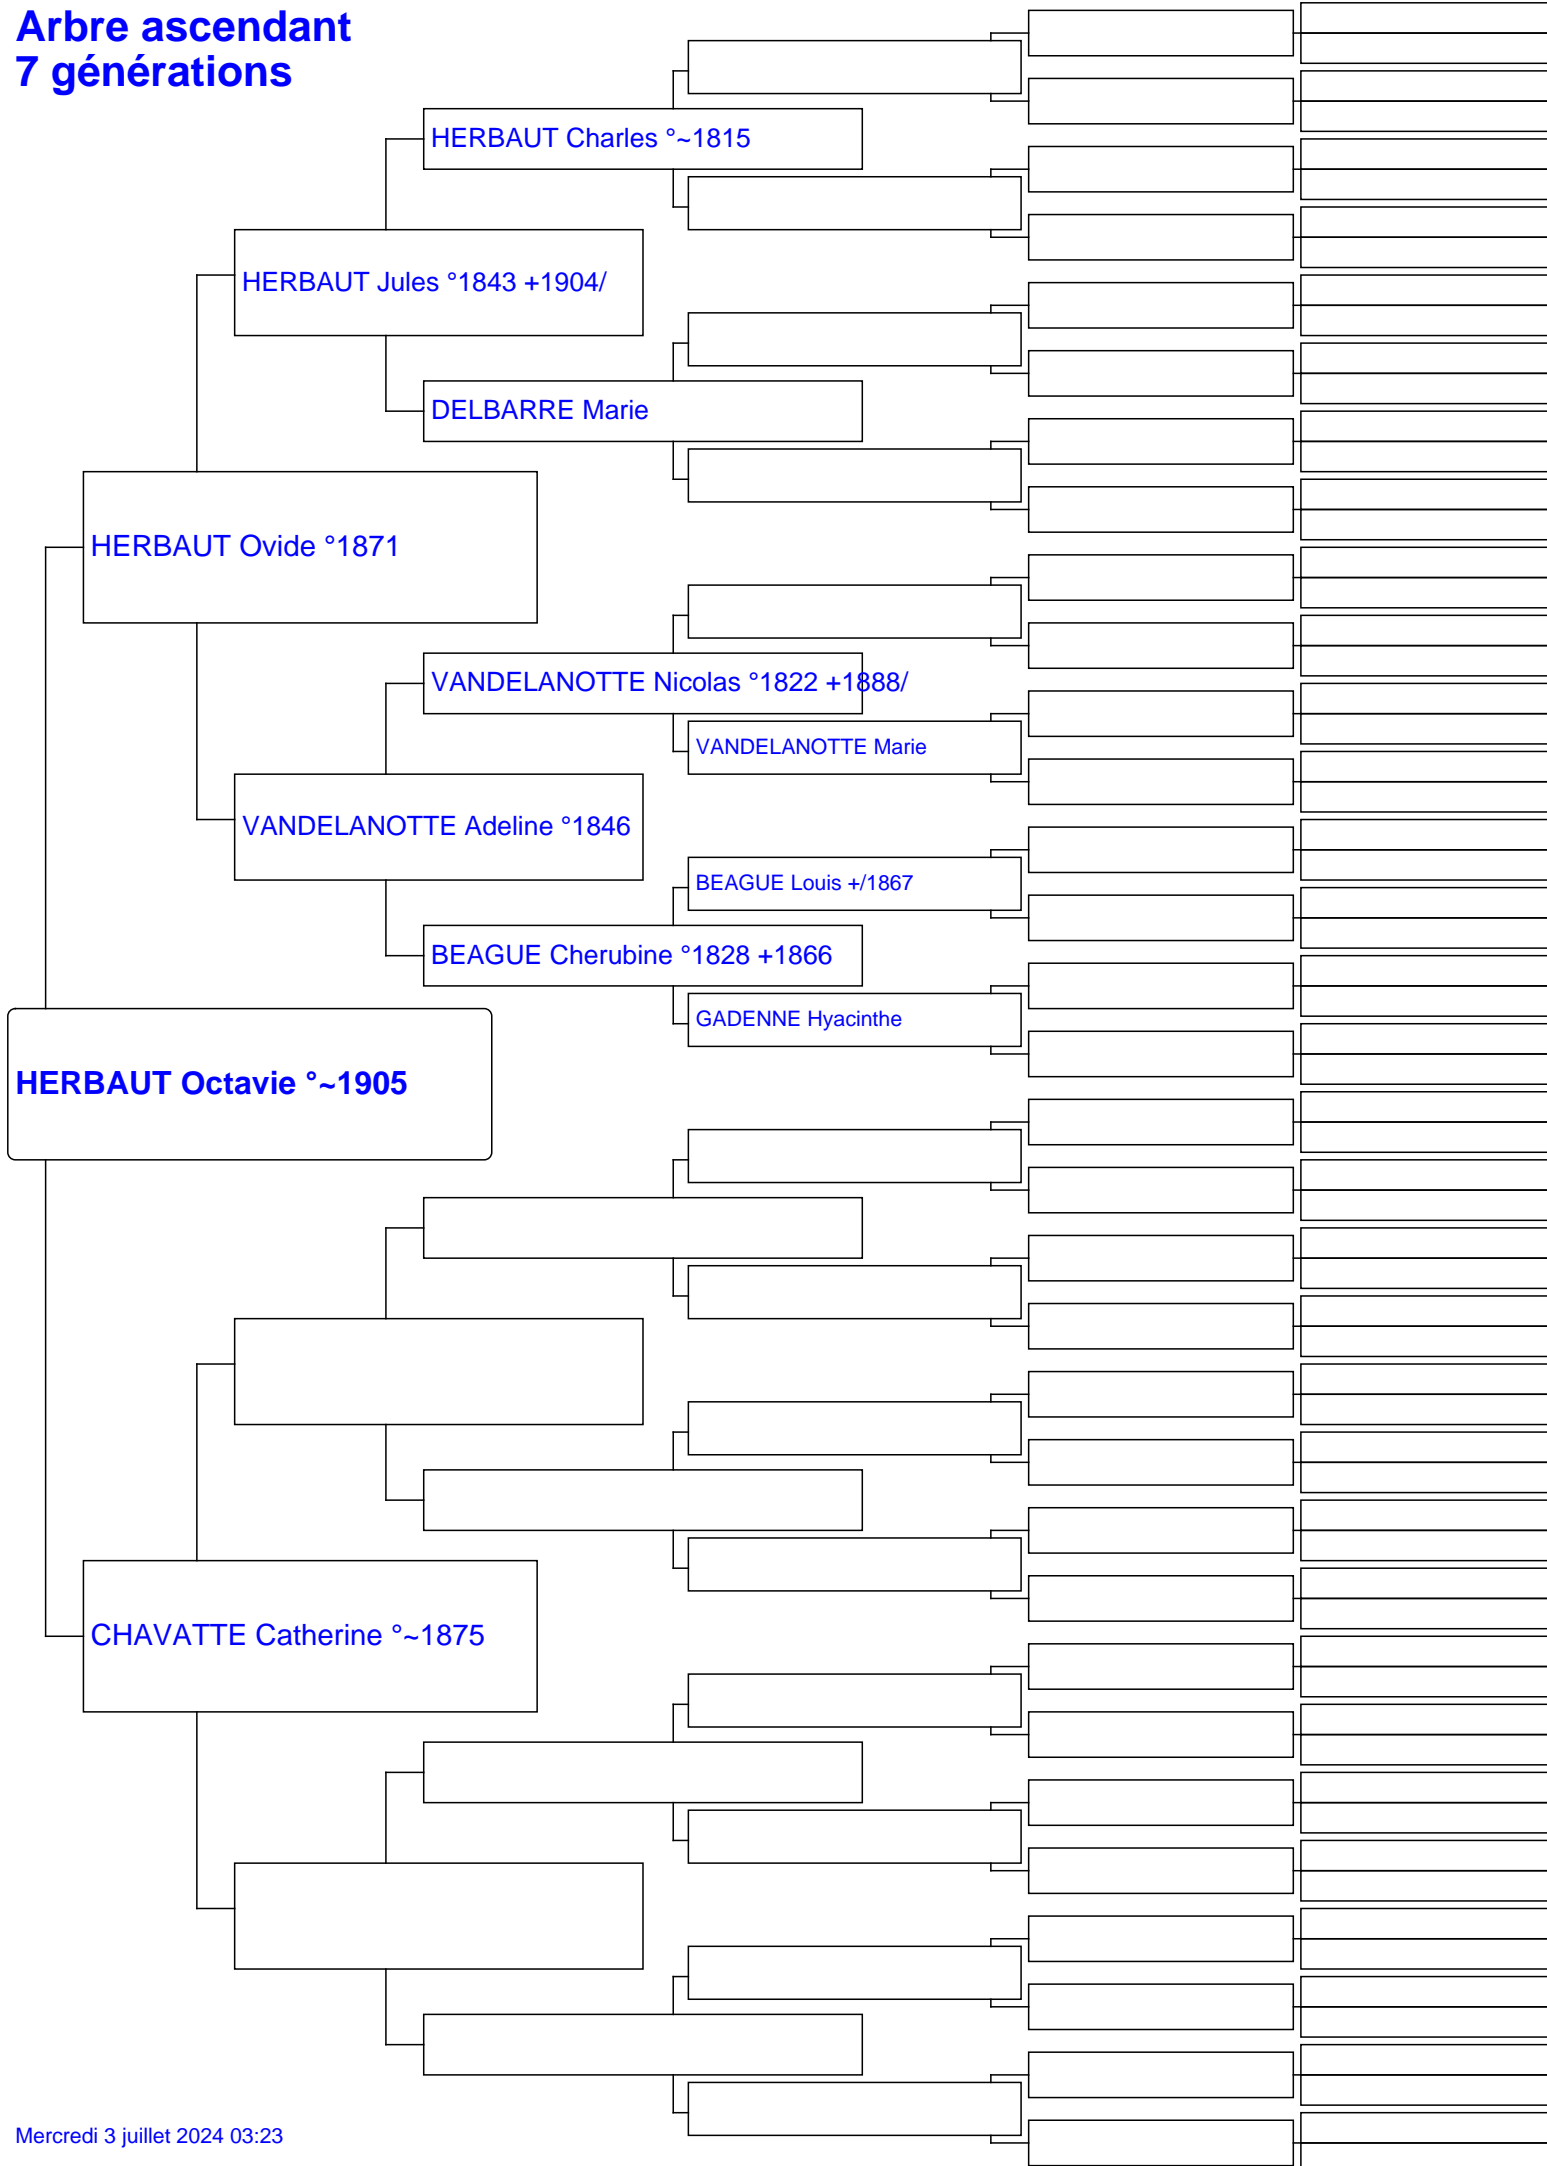 Arbre ascendant
7 générations
HERBAUT Charles °~1815
HERBAUT Jules °1843 +1904/
DELBARRE Marie
HERBAUT Ovide °1871
VANDELANOTTE Nicolas °1822 +1888/
VANDELANOTTE Marie
VANDELANOTTE Adeline °1846
BEAGUE Louis +/1867
BEAGUE Cherubine °1828 +1866
GADENNE Hyacinthe
HERBAUT Octavie °~1905
CHAVATTE Catherine °~1875
Mercredi 3 juillet 2024 03:23